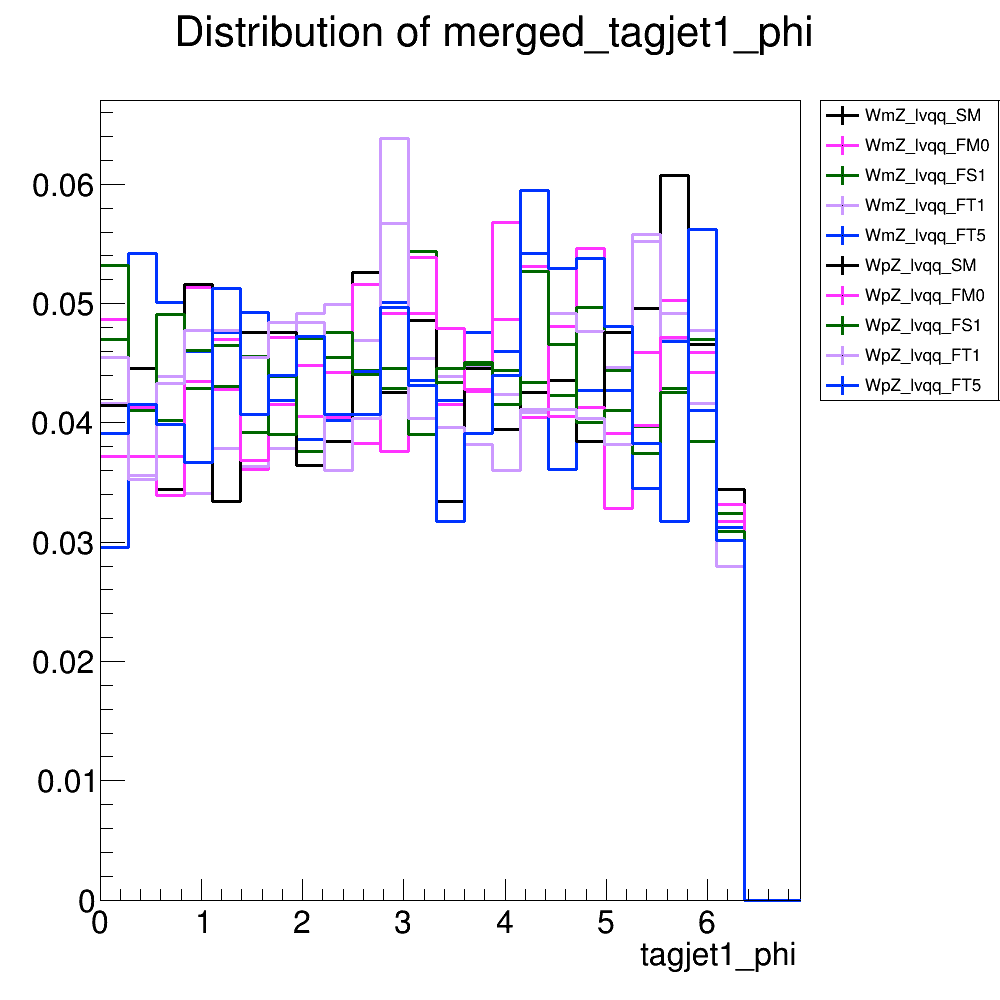 Distribution of merged_tagjet1_phi
WmZ_lvqq_SM
WmZ_lvqq_FM0
WmZ_lvqq_FS1
WmZ_lvqq_FT1
WmZ_lvqq_FT5
WpZ_lvqq_SM
WpZ_lvqq_FM0
WpZ_lvqq_FS1
WpZ_lvqq_FT1
WpZ_lvqq_FT5
0.06
0.05
0.04
0.03
0.02
0.01
0
0 1 2 3 4 5 6
tagjet1_phi